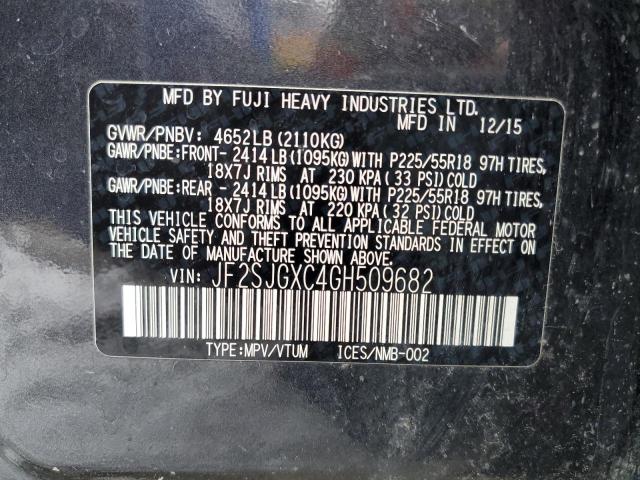 MFD BY FUJI HEAVY INDUSTRIES LTD.
MFD IN 12/15
GVWR/PNBV: 4652LB(2110KG)
GAWR/PNBE:FRONT- 2414LB(1095KG)WITH P225/55R18 97H TIRES,
18X7J RIMS AT 230 KPA(33 PSI)COLD
GAWR/PNBE:REAR - 2414LB(1095KG)WITH P225/55R18 97H TIRES,
18X7J RIMS AT 220 KPA(32 PSI)COLD
THIS VEHICLE CONFORMS TO ALL APPLICABLE FEDERAL MOTOR
VEHICLE SAFETY AND THEFT PREVENTION STANDARDS IN EFFECT ON
THE DATE OF MANUFACTURE SHOWN ABOVE.
VIN: JF2SJGXC4GH509682
TYPE:MPV/VTUM ICES/NMB-002